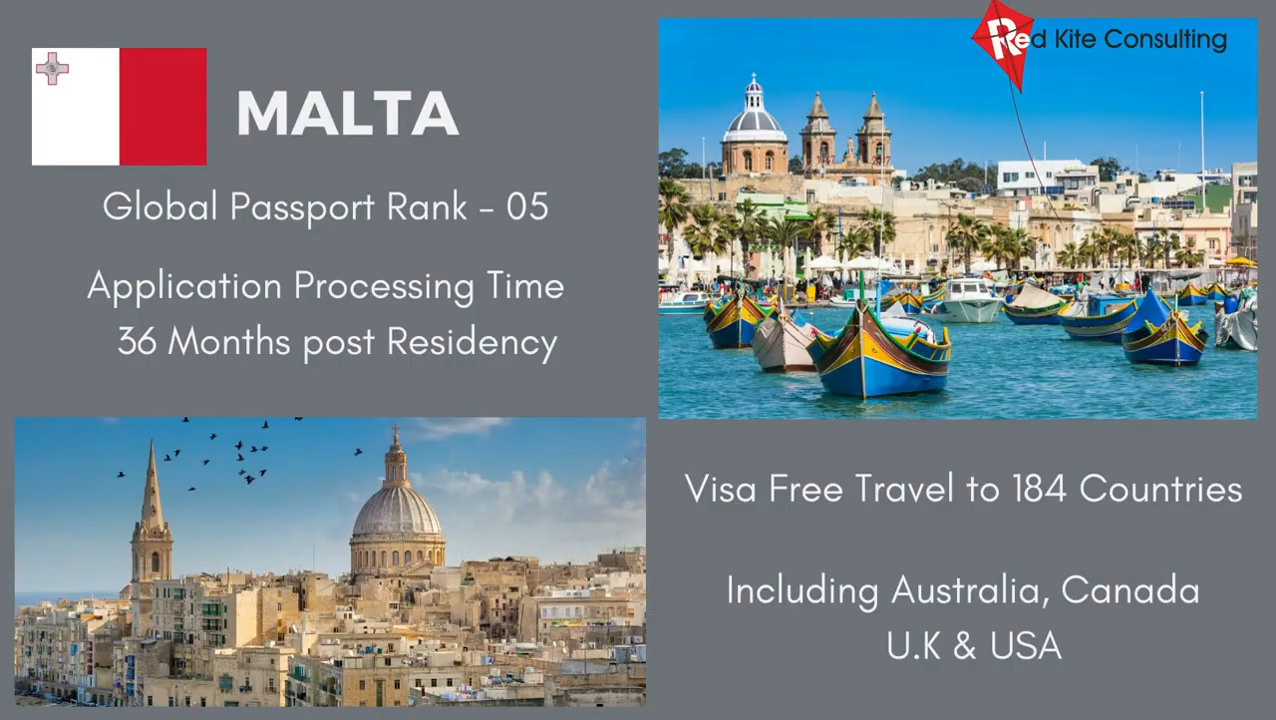 MALTA
Global Passport Rank - 05
Application Processing Time
36 Months post Residency
Red Kite Consulting
Visa Free Travel to 184 Countries
Including Australia, Canada
U.K & USA